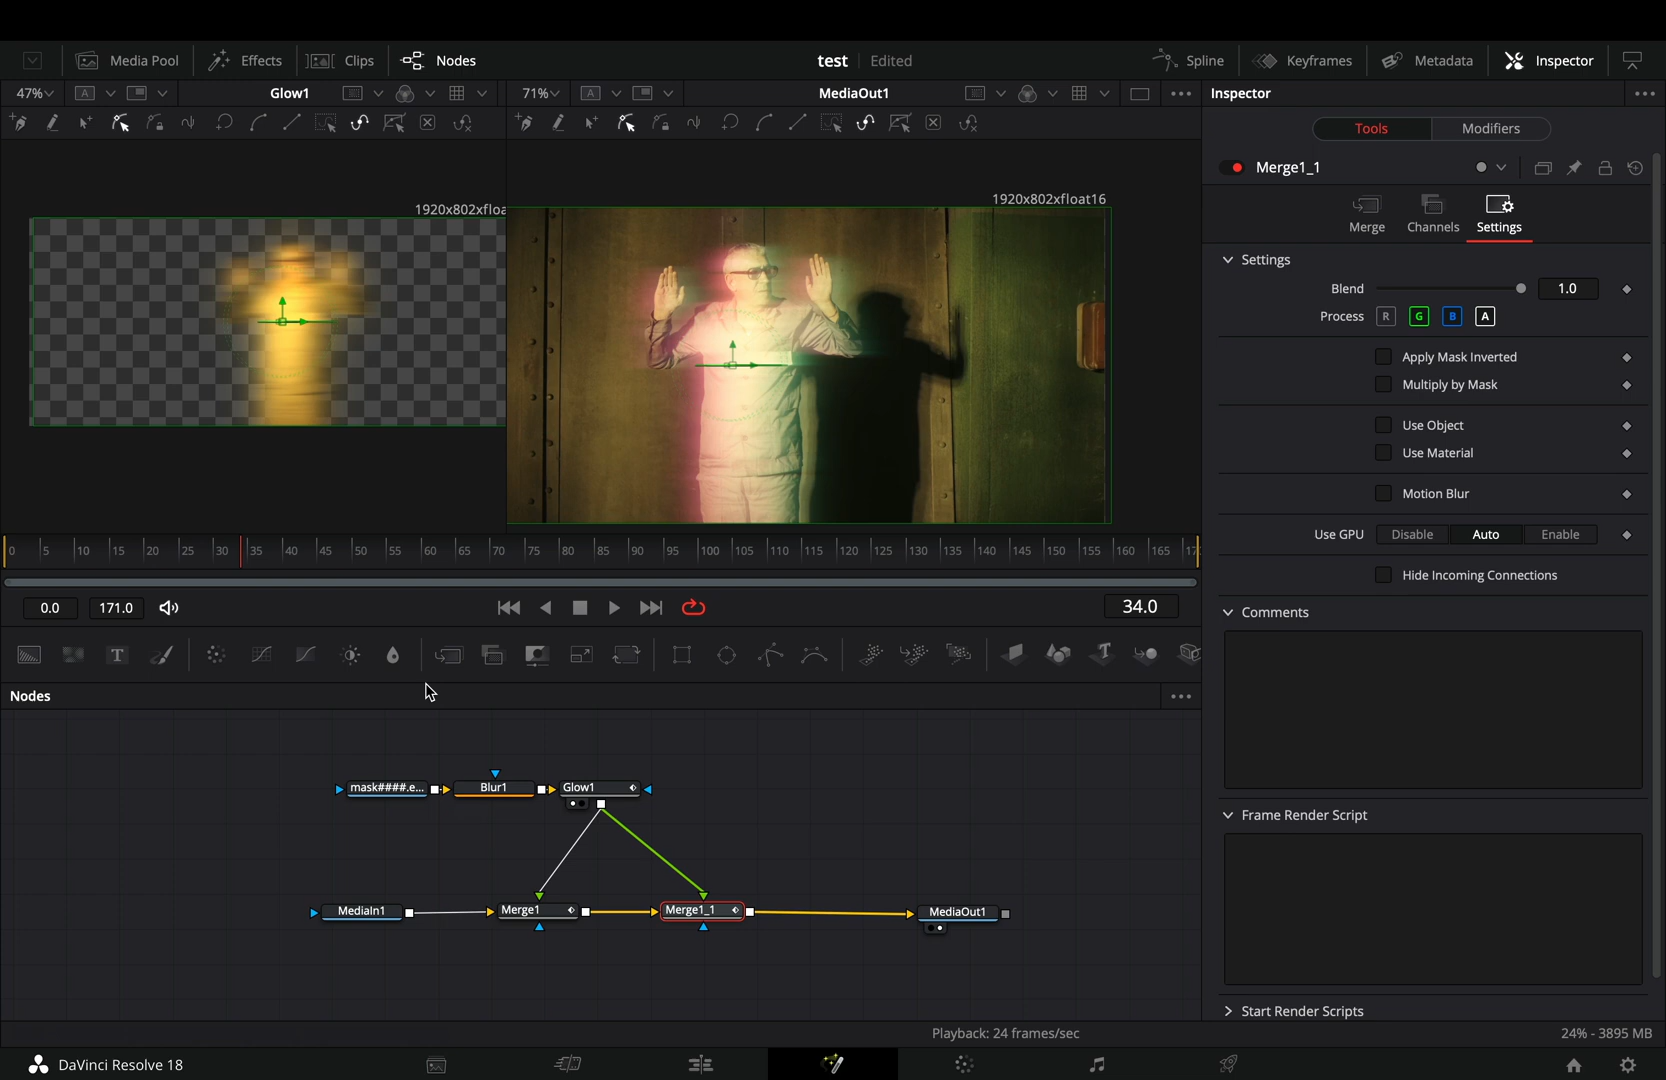 Media Pool
Effects
Clips
Nodes
test
Edited
Spline
Keyframes
Metadata
Inspector
47%
A
Glow1
71%
A
MediaOut1
Inspector
Tools
Modifiers
Merge1_1
1920x802xfloa
1920x802xfloat16
Merge
Channels
Settings
Settings
Blend
1.0
Process
R
G
B
A
Apply Mask Inverted
Multiply by Mask
Use Object
Use Material
Motion Blur
Use GPU
Disable
Auto
Enable
Hide Incoming Connections
0 5 10 15 20 25 30 35 40 45 50 55 60 65 70 75 80 85 90 95 100 105 110 115 120 125 130 135 140 145 150 155 160 165 17
0.0
171.0
34.0
Comments
T
Nodes
mask####.e...
Blur1
Glow1
MediaIn1
Merge1
Merge1_1
MediaOut1
Frame Render Script
Start Render Scripts
Playback: 24 frames/sec
24% - 3895 MB
DaVinci Resolve 18